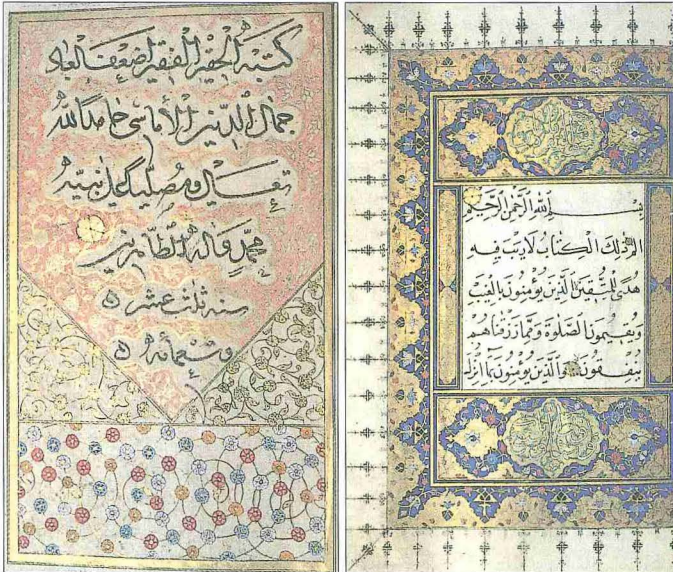 كتبه الحقير الفقير اضعف العباد
جمال الدين الأماسي حامدا لله
تعالى ومصليا على نبيه
محمد وآله الطاهرين
سنة ثلث عشر
وتسعمائة
بسم الله الرحمن الرحيم
الم ذلك الكتاب لا ريب فيه
هدى للمتقين الذين يؤمنون بالغيب
ويقيمون الصلوة ومما رزقناهم
ينفقون والذين يؤمنون بما انزل